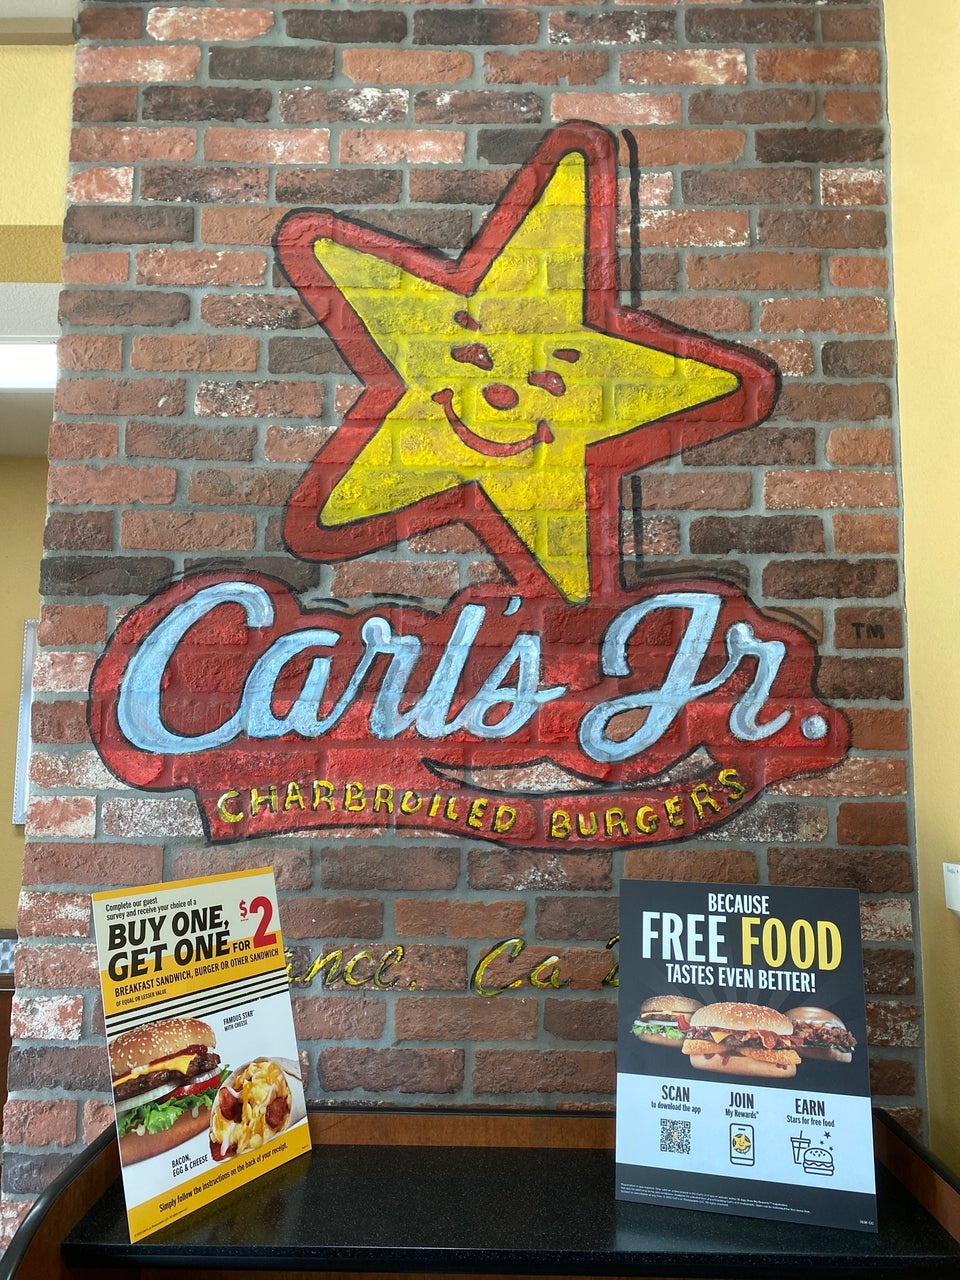 Carl's Jr.
TM
CHARBROILED BURGERS
Complete our guest
survey and receive your choice of a
BUY ONE,
GET ONE FOR $2
BREAKFAST SANDWICH, BURGER OR OTHER SANDWICH
OF EQUAL OR LESSER VALUE
FAMOUS STAR
WITH CHEESE
BACON,
EGG & CHEESE
Simply follow the instructions on the back of your receipt.
Ca
BECAUSE
FREE FOOD
TASTES EVEN BETTER!
SCAN
to download the app
JOIN
My Rewards™
EARN
Stars for free food